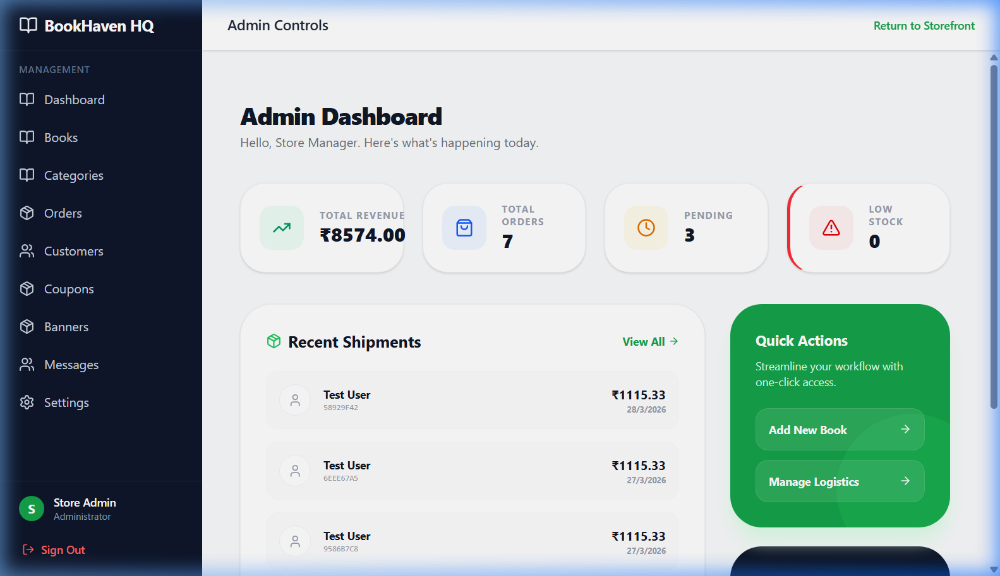 BookHaven HQ
MANAGEMENT
Dashboard
Books
Categories
Orders
Customers
Coupons
Banners
Messages
Settings
S
Store Admin
Administrator
Sign Out
Admin Controls
Return to Storefront
Admin Dashboard
Hello, Store Manager. Here's what's happening today.
TOTAL REVENUE
₹8574.00
TOTAL
ORDERS
7
PENDING
3
LOW
STOCK
0
Recent Shipments
View All
Test User
58929F42
₹1115.33
28/3/2026
Test User
6EEE67A5
₹1115.33
27/3/2026
Test User
9586B7C8
₹1115.33
27/3/2026
Quick Actions
Streamline your workflow with
one-click access.
Add New Book
Manage Logistics